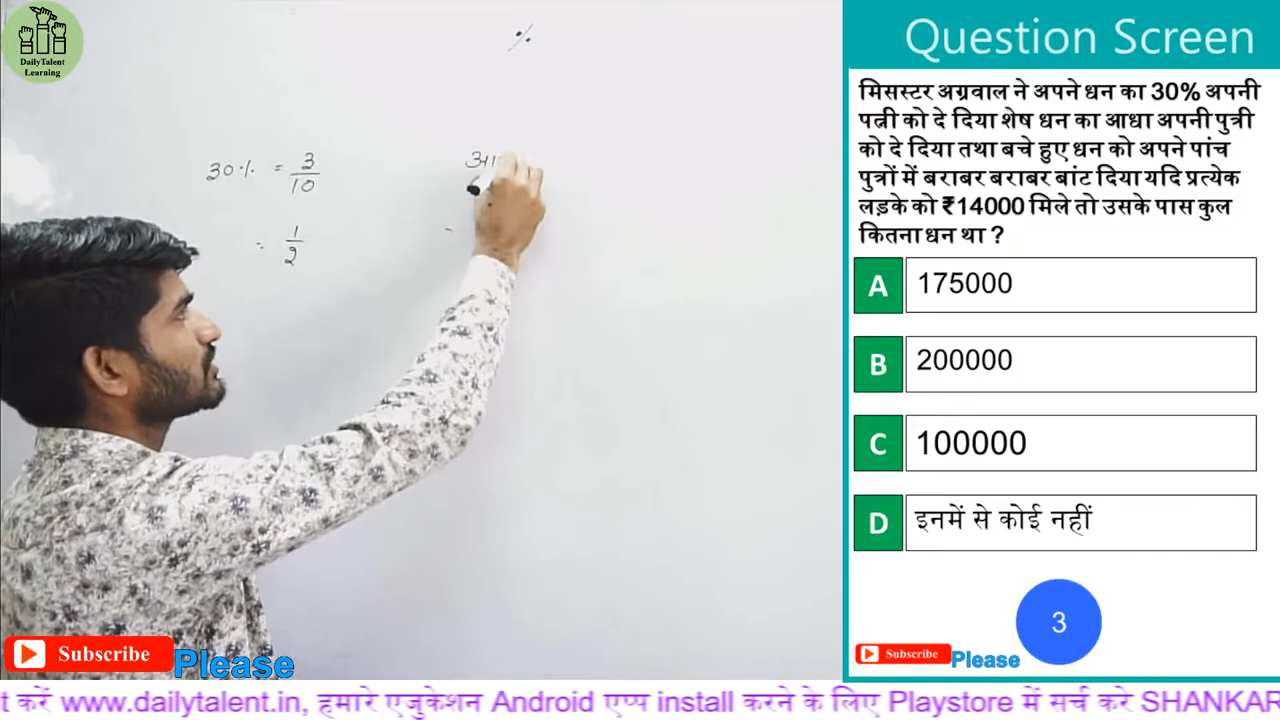 DailyTalent
Learning
%
30% = 3/10
= 1/2
आ
Subscribe
Please
Question Screen
मिसस्टर अग्रवाल ने अपने धन का 30% अपनी
पत्नी को दे दिया शेष धन का आधा अपनी पुत्री
को दे दिया तथा बचे हुए धन को अपने पांच
पुत्रों में बराबर बराबर बांट दिया यदि प्रत्येक
लड़के को ₹14000 मिले तो उसके पास कुल
कितना धन था ?
A 175000
B 200000
C 100000
D इनमें से कोई नहीं
3
Subscribe
Please
t करें www.dailytalent.in, हमारे एजुकेशन Android एप्प install करने के लिए Playstore में सर्च करे SHANKAR